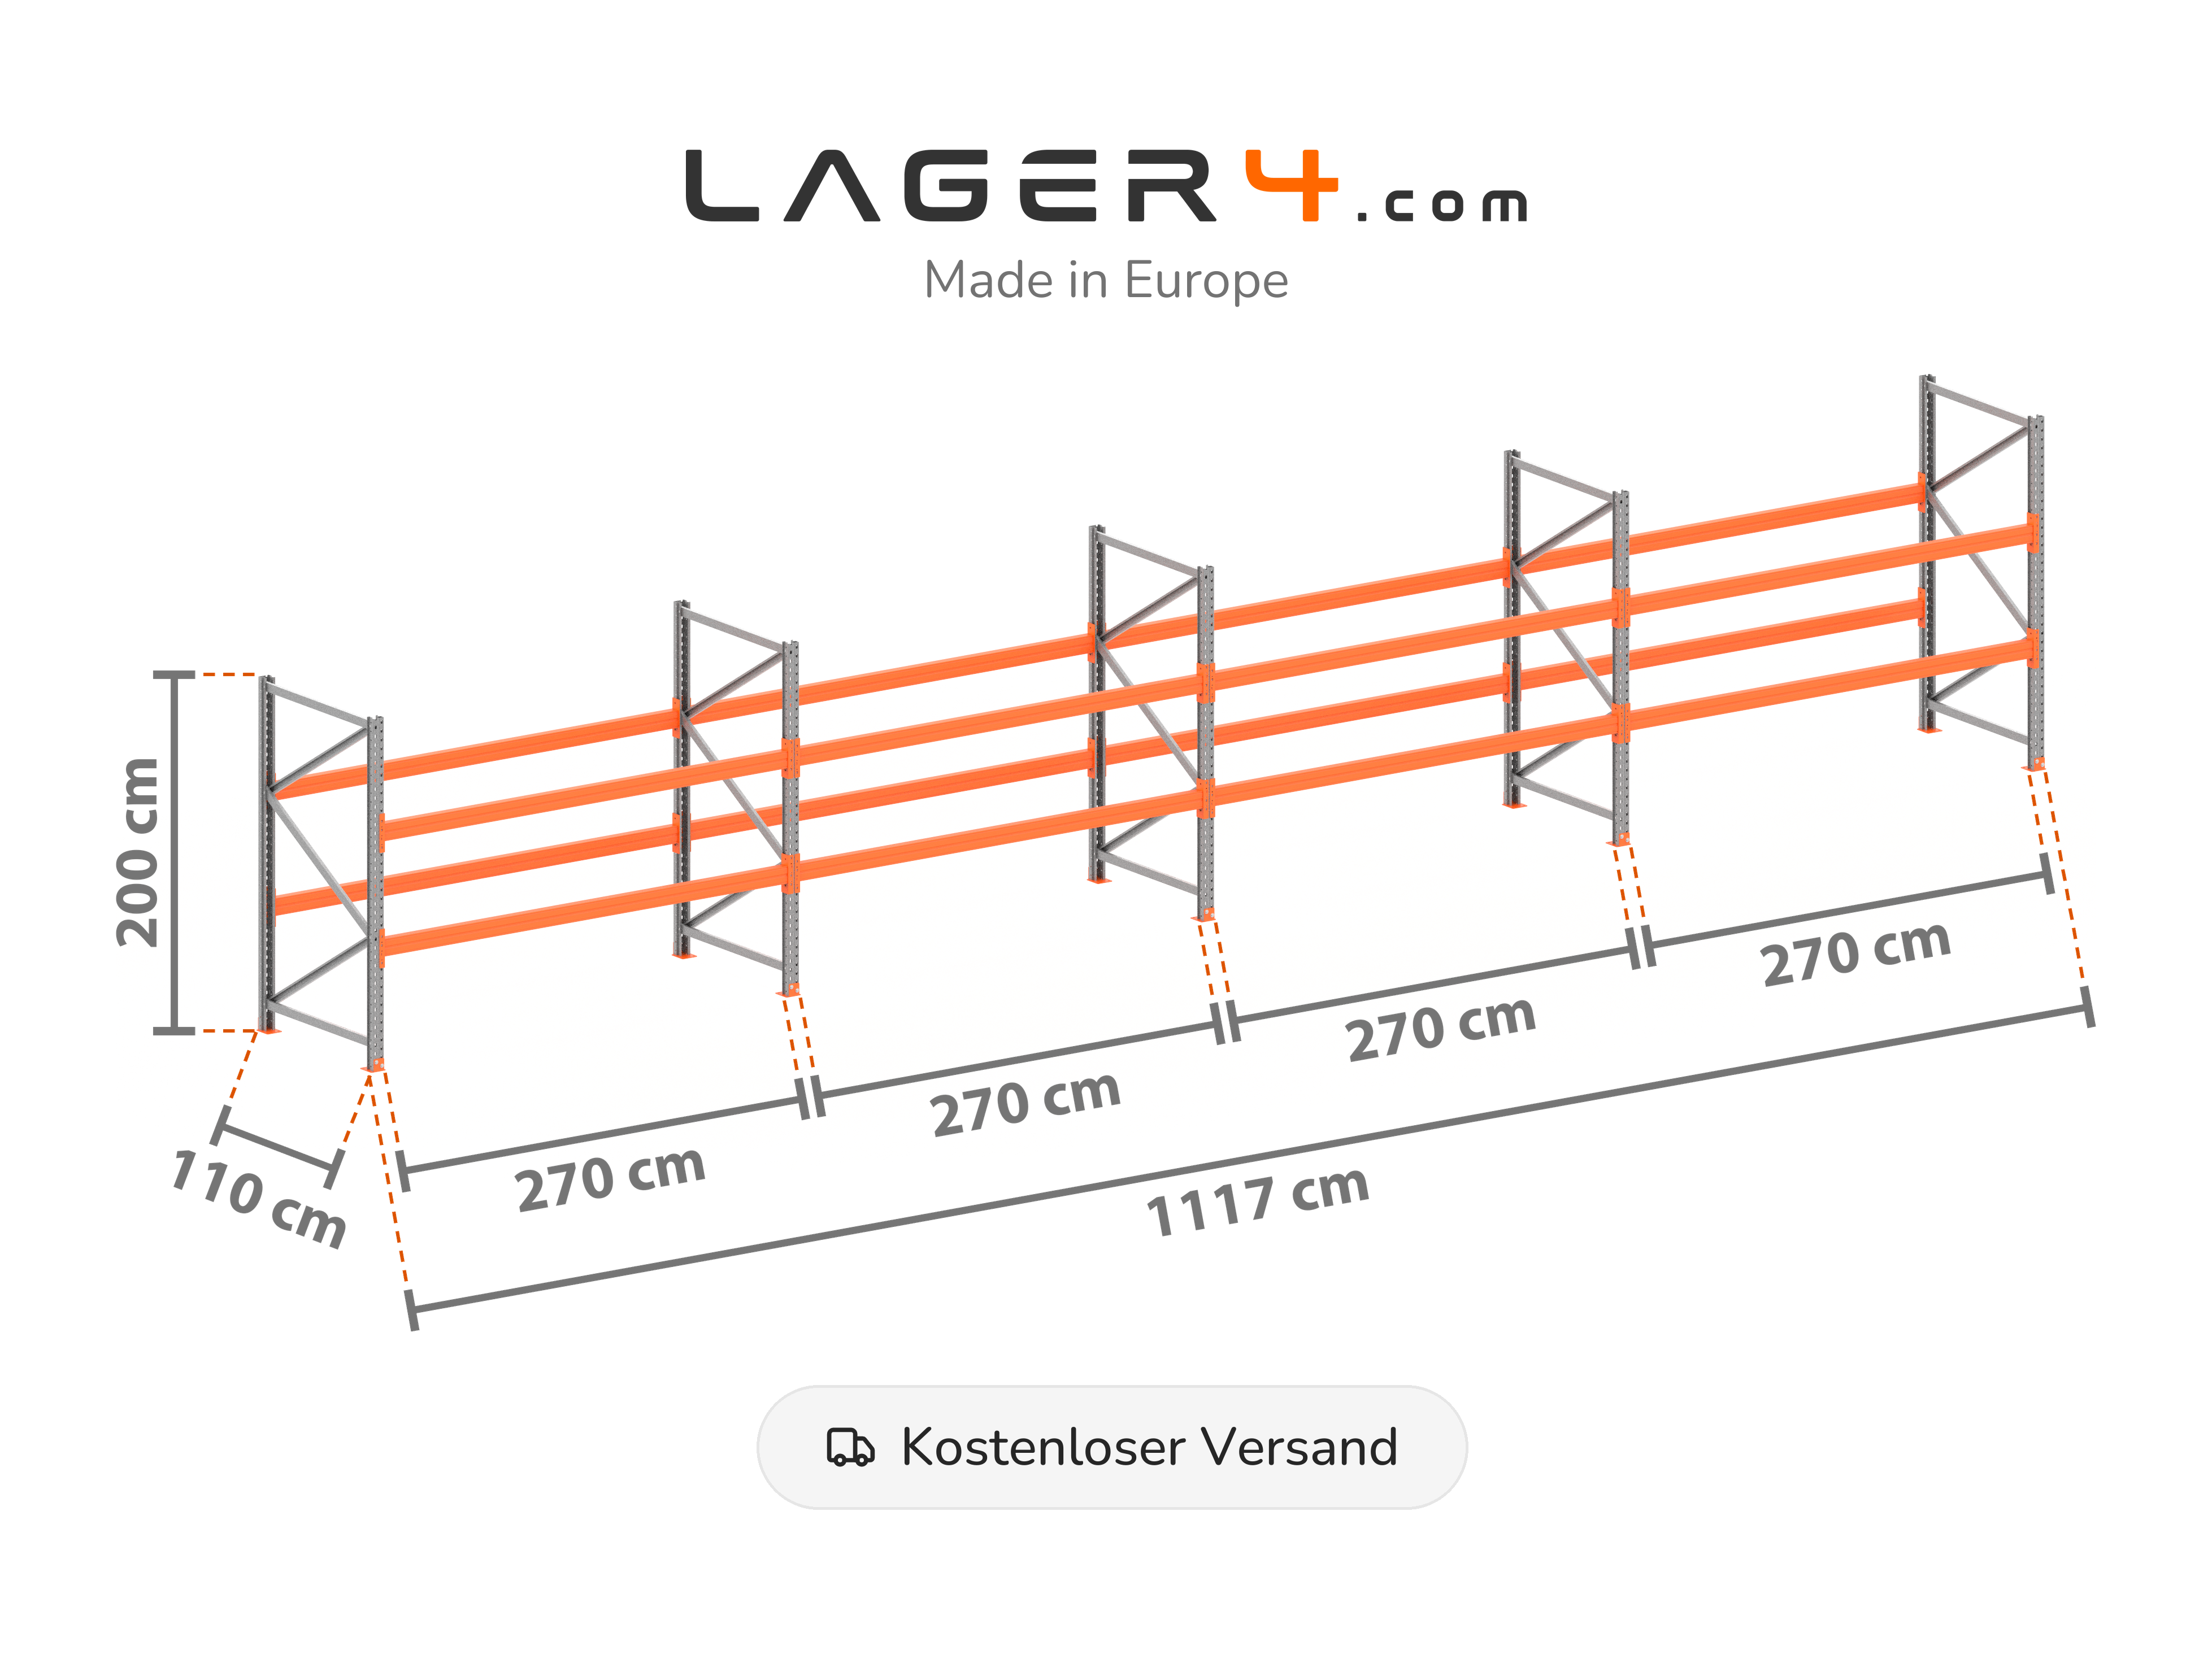 LAGER4.com
Made in Europe
200 cm
110 cm
270 cm
270 cm
270 cm
270 cm
1117 cm
Kostenloser Versand